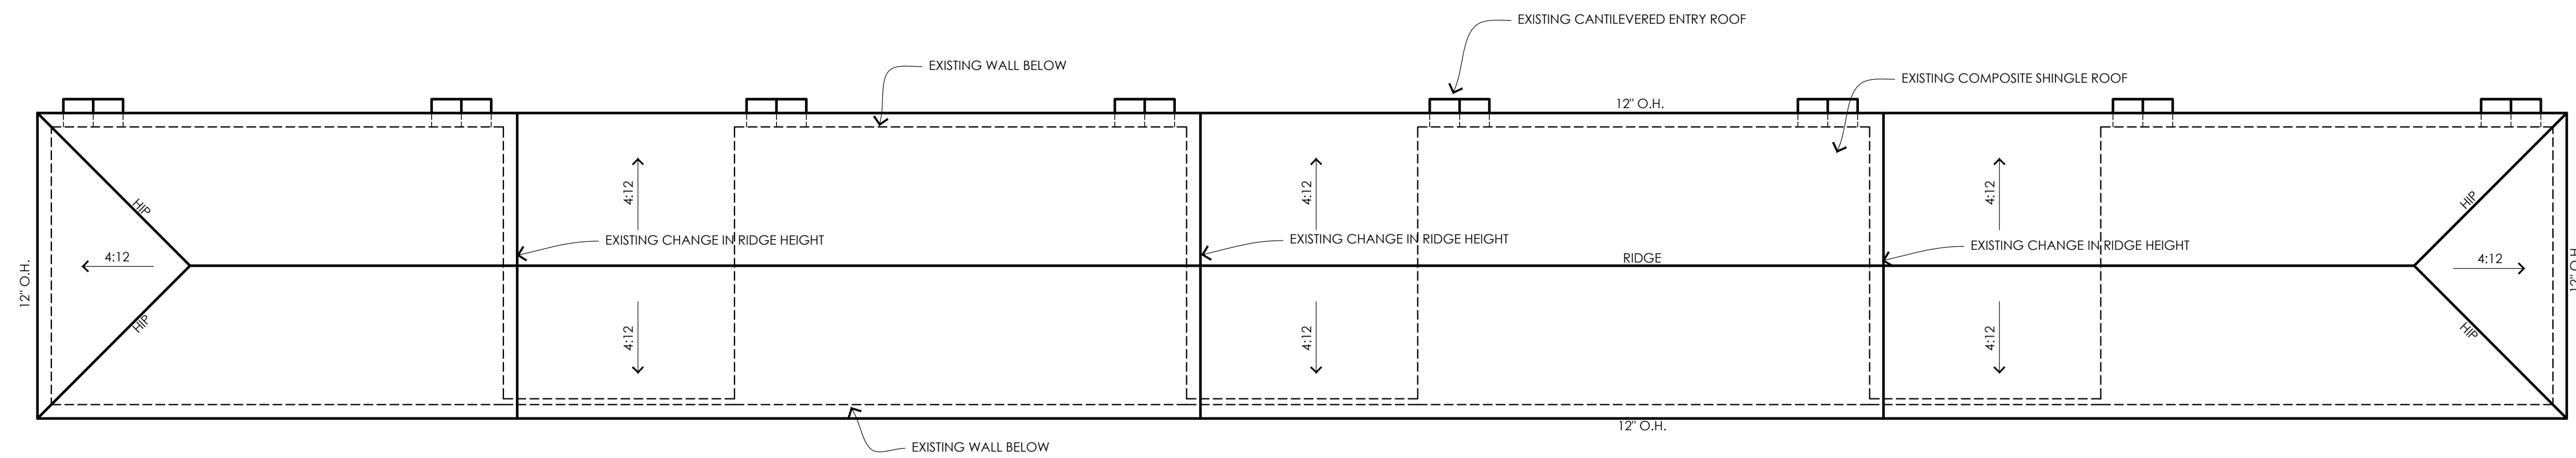 EXISTING CANTILEVERED ENTRY ROOF
EXISTING WALL BELOW
EXISTING COMPOSITE SHINGLE ROOF
12" O.H.
4:12
4:12
4:12
HIP
HIP
EXISTING CHANGE IN RIDGE HEIGHT
EXISTING CHANGE IN RIDGE HEIGHT
EXISTING CHANGE IN RIDGE HEIGHT
12" O.H.
4:12
RIDGE
4:12
12" O.H
HIP
4:12
4:12
4:12
HIP
12" O.H.
EXISTING WALL BELOW